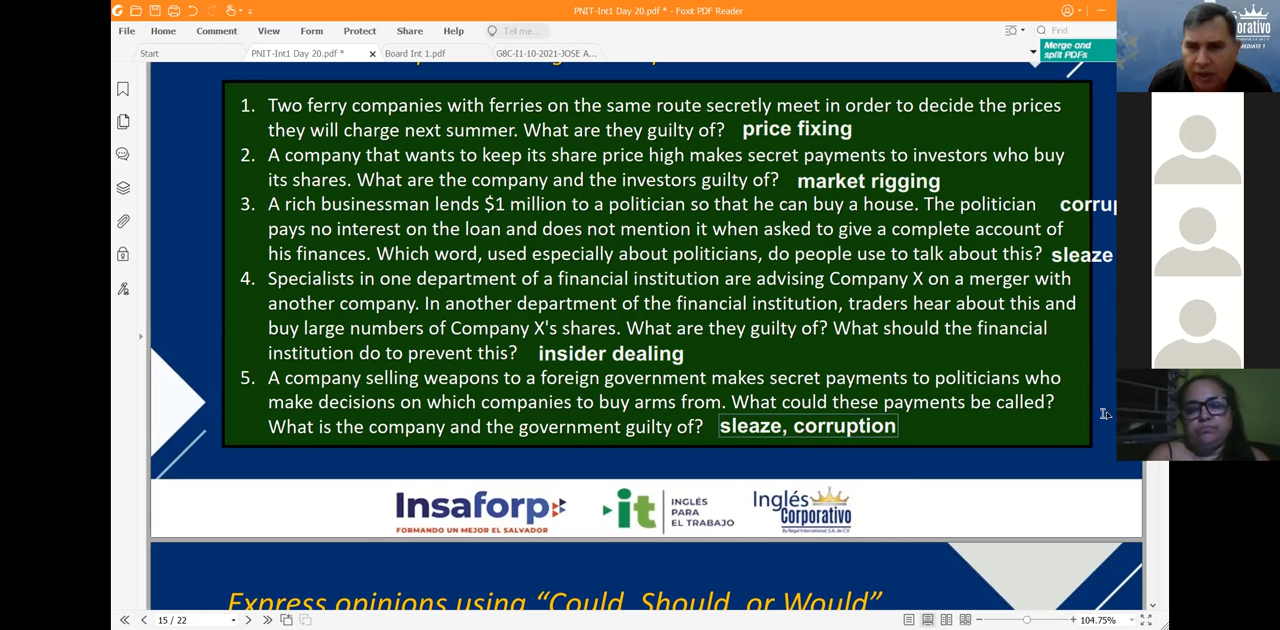 PNIT-Int1 Day 20.pdf * - Foxit PDF Reader
File Home Comment View Form Protect Share Help Tell me... Find
Start PNIT-Int1 Day 20.pdf * Board Int 1.pdf G8C-I1-10-2021-JOSE A...
Merge and
split PDFs
Corporativo
1. Two ferry companies with ferries on the same route secretly meet in order to decide the prices
they will charge next summer. What are they guilty of? price fixing
2. A company that wants to keep its share price high makes secret payments to investors who buy
its shares. What are the company and the investors guilty of? market rigging
3. A rich businessman lends $1 million to a politician so that he can buy a house. The politician corrup
pays no interest on the loan and does not mention it when asked to give a complete account of
his finances. Which word, used especially about politicians, do people use to talk about this? sleaze
4. Specialists in one department of a financial institution are advising Company X on a merger with
another company. In another department of the financial institution, traders hear about this and
buy large numbers of Company X's shares. What are they guilty of? What should the financial
institution do to prevent this? insider dealing
5. A company selling weapons to a foreign government makes secret payments to politicians who
make decisions on which companies to buy arms from. What could these payments be called?
What is the company and the government guilty of? sleaze, corruption
Insaforp
FORMANDO UN MEJOR EL SALVADOR
it INGLÉS
PARA
EL TRABAJO
Inglés
Corporativo
By Regal International, S.A. de C.V.
Express opinions using "Could, Should, or Would"
15 / 22
104.75%